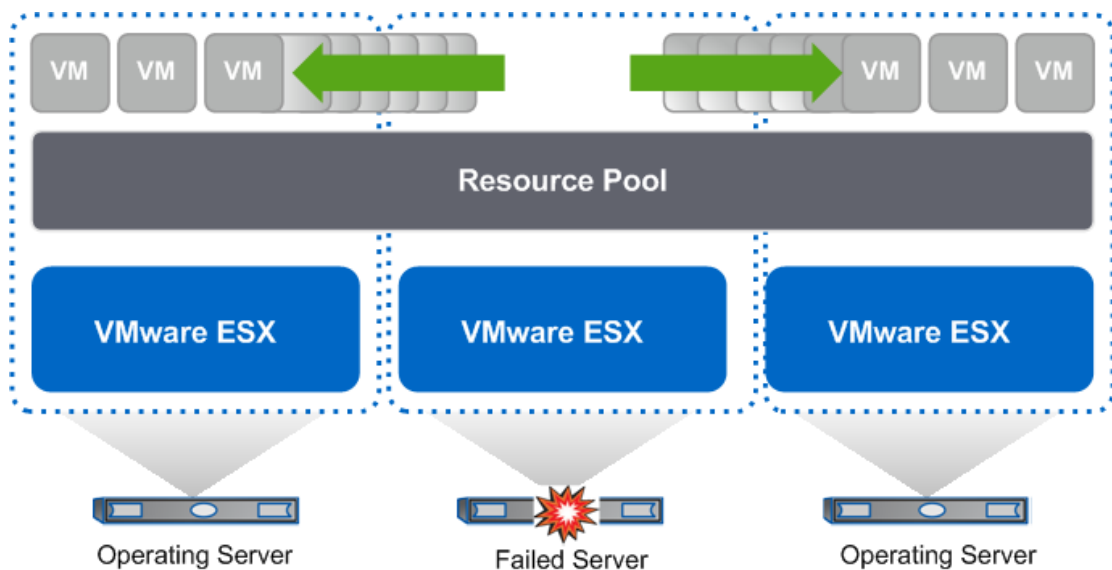 VM VM VM VM VM VM
Resource Pool
VMware ESX VMware ESX VMware ESX
Operating Server Failed Server Operating Server